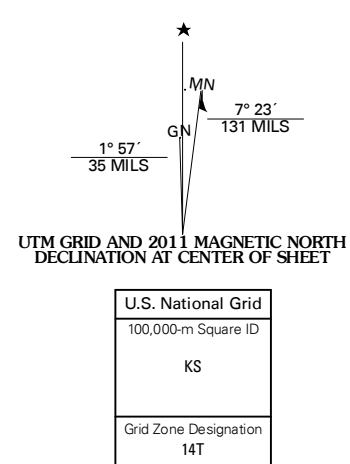 ★
MN
7° 23´
131 MILS
GN
1° 57´
35 MILS
UTM GRID AND 2011 MAGNETIC NORTH
DECLINATION AT CENTER OF SHEET
U.S. National Grid
100,000-m Square ID
KS
Grid Zone Designation
14T